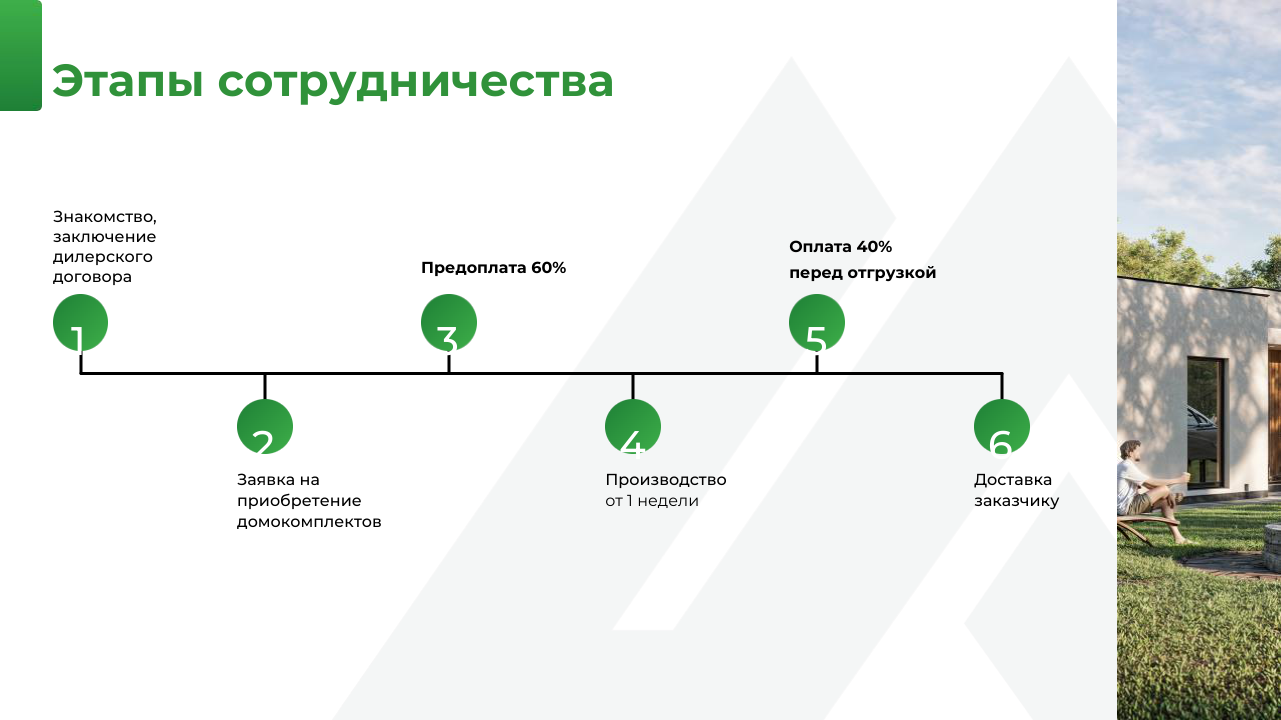 Этапы сотрудничества
Знакомство,
заключение
дилерского
договора
1
Заявка на
приобретение
домокомплектов
2
Предоплата 60%
3
Производство
от 1 недели
4
Оплата 40%
перед отгрузкой
5
Доставка
заказчику
6